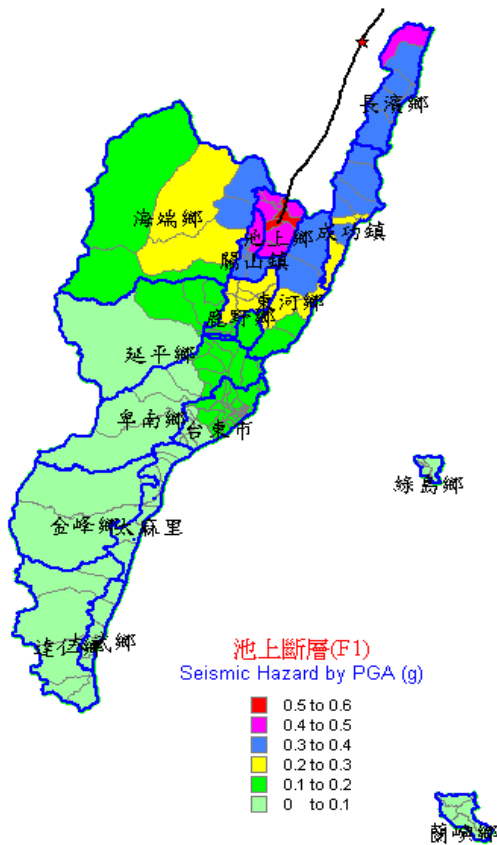 長濱鄉
海端鄉
池上鄉
成功鎮
關山鎮
東河鄉
鹿野鄉
延平鄉
卑南鄉
台東市
綠島鄉
金峰鄉
太麻里
達仁鄉
大武鄉
池上斷層(F1)
Seismic Hazard by PGA (g)
0.5 to 0.6
0.4 to 0.5
0.3 to 0.4
0.2 to 0.3
0.1 to 0.2
0 to 0.1
蘭嶼鄉